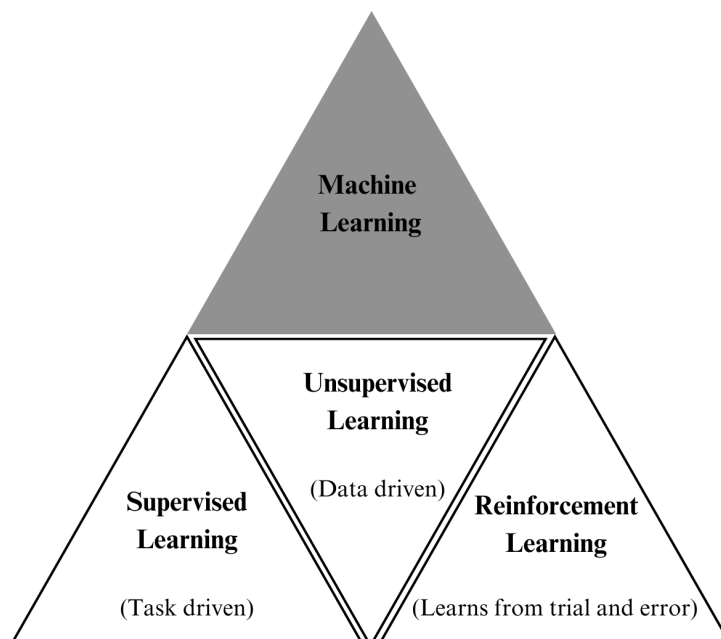 Machine
Learning
Unsupervised
Learning
(Data driven)
Supervised
Learning
(Task driven)
Reinforcement
Learning
(Learns from trial and error)